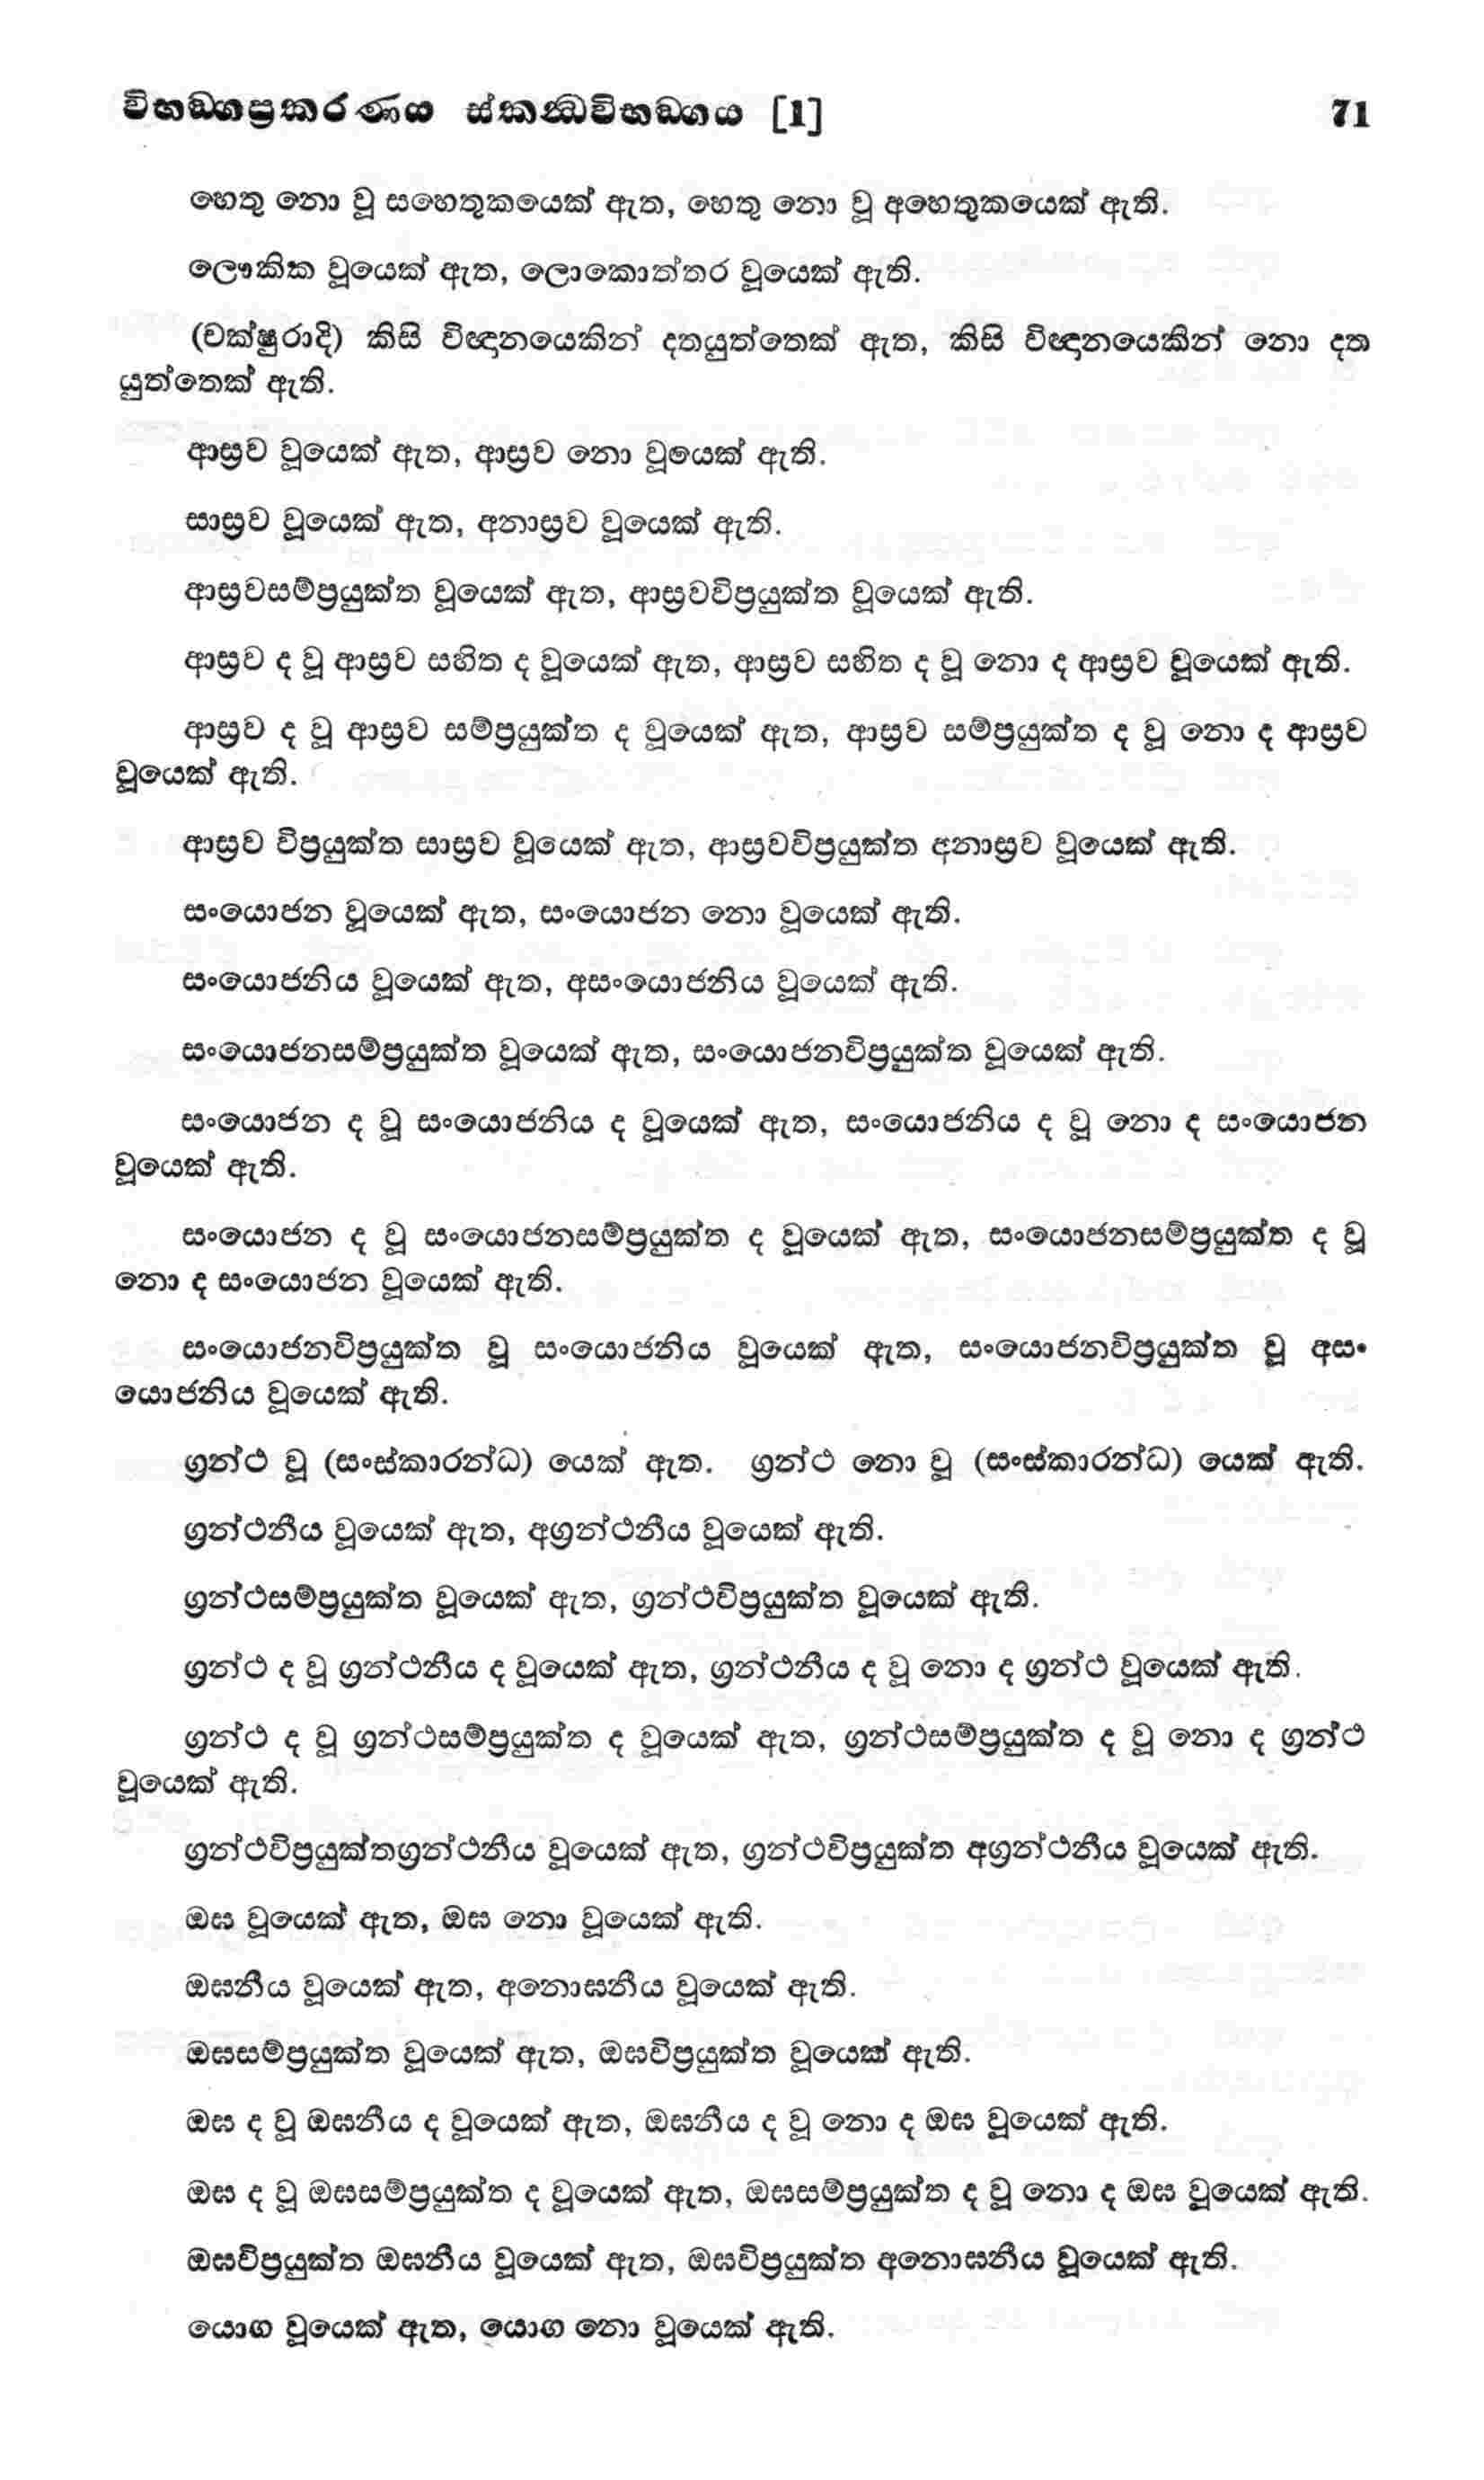 විභඞ්ගප්‍රකරණය ස්කන්‍ධවිභඞ්ගය [1] 71
හෙතු නො වූ සහෙතුකයෙක් ඇත, හෙතු නො වූ අහෙතුකයෙක් ඇති.
ලෞකික වූයෙක් ඇත, ලොකොත්තර වූයෙක් ඇති.
(චක්ෂුරාදි) කිසි විඥානයෙකින් දතයුත්තෙක් ඇත, කිසි විඥානයෙකින් නො දත
යුත්තෙක් ඇති.
ආස්‍රව වූයෙක් ඇත, ආස්‍රව නො වූයෙක් ඇති.
සාස්‍රව වූයෙක් ඇත, අනාස්‍රව වූයෙක් ඇති.
ආස්‍රවසම්ප්‍රයුක්ත වූයෙක් ඇත, ආස්‍රවවිප්‍රයුක්ත වූයෙක් ඇති.
ආස්‍රව ද වූ ආස්‍රව සහිත ද වූයෙක් ඇත, ආස්‍රව සහිත ද වූ නො ද ආස්‍රව වූයෙක් ඇති.
ආස්‍රව ද වූ ආස්‍රව සම්ප්‍රයුක්ත ද වූයෙක් ඇත, ආස්‍රව සම්ප්‍රයුක්ත ද වූ නො ද ආස්‍රව
වූයෙක් ඇති.
ආස්‍රව විප්‍රයුක්ත සාස්‍රව වූයෙක් ඇත, ආස්‍රවවිප්‍රයුක්ත අනාස්‍රව වූයෙක් ඇති.
සංයොජන වූයෙක් ඇත, සංයොජන නො වූයෙක් ඇති.
සංයොජනිය වූයෙක් ඇත, අසංයොජනිය වූයෙක් ඇති.
සංයොජනසම්ප්‍රයුක්ත වූයෙක් ඇත, සංයොජනවිප්‍රයුක්ත වූයෙක් ඇති.
සංයොජන ද වූ සංයොජනිය ද වූයෙක් ඇත, සංයොජනිය ද වූ නො ද සංයොජන
වූයෙක් ඇති.
සංයොජන ද වූ සංයොජනසම්ප්‍රයුක්ත ද වූයෙක් ඇත, සංයොජනසම්ප්‍රයුක්ත ද වූ
නො ද සංයොජන වූයෙක් ඇති.
සංයොජනවිප්‍රයුක්ත වූ සංයොජනිය වූයෙක් ඇත, සංයොජනවිප්‍රයුක්ත වූ අසං
යොජනිය වූයෙක් ඇති.
ග්‍රන්ථ වූ (සංස්කාරන්ධ) යෙක් ඇත. ග්‍රන්ථ නො වූ (සංස්කාරන්ධ) යෙක් ඇති.
ග්‍රන්ථනීය වූයෙක් ඇත, අග්‍රන්ථනීය වූයෙක් ඇති.
ග්‍රන්ථසම්ප්‍රයුක්ත වූයෙක් ඇත, ග්‍රන්ථවිප්‍රයුක්ත වූයෙක් ඇති.
ග්‍රන්ථ ද වූ ග්‍රන්ථනීය ද වූයෙක් ඇත, ග්‍රන්ථනීය ද වූ නො ද ග්‍රන්ථ වූයෙක් ඇති.
ග්‍රන්ථ ද වූ ග්‍රන්ථසම්ප්‍රයුක්ත ද වූයෙක් ඇත, ග්‍රන්ථසම්ප්‍රයුක්ත ද වූ නො ද ග්‍රන්ථ
වූයෙක් ඇති.
ග්‍රන්ථවිප්‍රයුක්තග්‍රන්ථනීය වූයෙක් ඇත, ග්‍රන්ථවිප්‍රයුක්ත අග්‍රන්ථනීය වූයෙක් ඇති.
ඔඝ වූයෙක් ඇත, ඔඝ නො වූයෙක් ඇති.
ඔඝනීය වූයෙක් ඇත, අනොඝනීය වූයෙක් ඇති.
ඔඝසම්ප්‍රයුක්ත වූයෙක් ඇත, ඔඝවිප්‍රයුක්ත වූයෙක් ඇති.
ඔඝ ද වූ ඔඝනීය ද වූයෙක් ඇත, ඔඝනීය ද වූ නො ද ඔඝ වූයෙක් ඇති.
ඔඝ ද වූ ඔඝසම්ප්‍රයුක්ත ද වූයෙක් ඇත, ඔඝසම්ප්‍රයුක්ත ද වූ නො ද ඔඝ වූයෙක් ඇති.
ඔඝවිප්‍රයුක්ත ඔඝනීය වූයෙක් ඇත, ඔඝවිප්‍රයුක්ත අනොඝනීය වූයෙක් ඇති.
යොග වූයෙක් ඇත, යොග නො වූයෙක් ඇති.